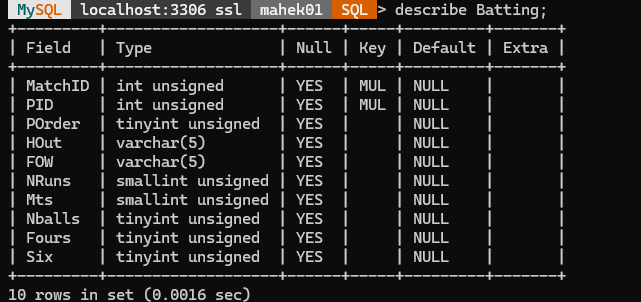 MySQL localhost:3306 ssl mahek01 SQL > describe Batting;
+---------+-------------------+------+-----+---------+-------+
| Field   | Type              | Null | Key | Default | Extra |
+---------+-------------------+------+-----+---------+-------+
| MatchID | int unsigned      | YES  | MUL | NULL    |       |
| PID     | int unsigned      | YES  | MUL | NULL    |       |
| POrder  | tinyint unsigned  | YES  |     | NULL    |       |
| HOut    | varchar(5)        | YES  |     | NULL    |       |
| FOW     | varchar(5)        | YES  |     | NULL    |       |
| NRuns   | smallint unsigned | YES  |     | NULL    |       |
| Mts     | smallint unsigned | YES  |     | NULL    |       |
| Nballs  | tinyint unsigned  | YES  |     | NULL    |       |
| Fours   | tinyint unsigned  | YES  |     | NULL    |       |
| Six     | tinyint unsigned  | YES  |     | NULL    |       |
+---------+-------------------+------+-----+---------+-------+
10 rows in set (0.0016 sec)